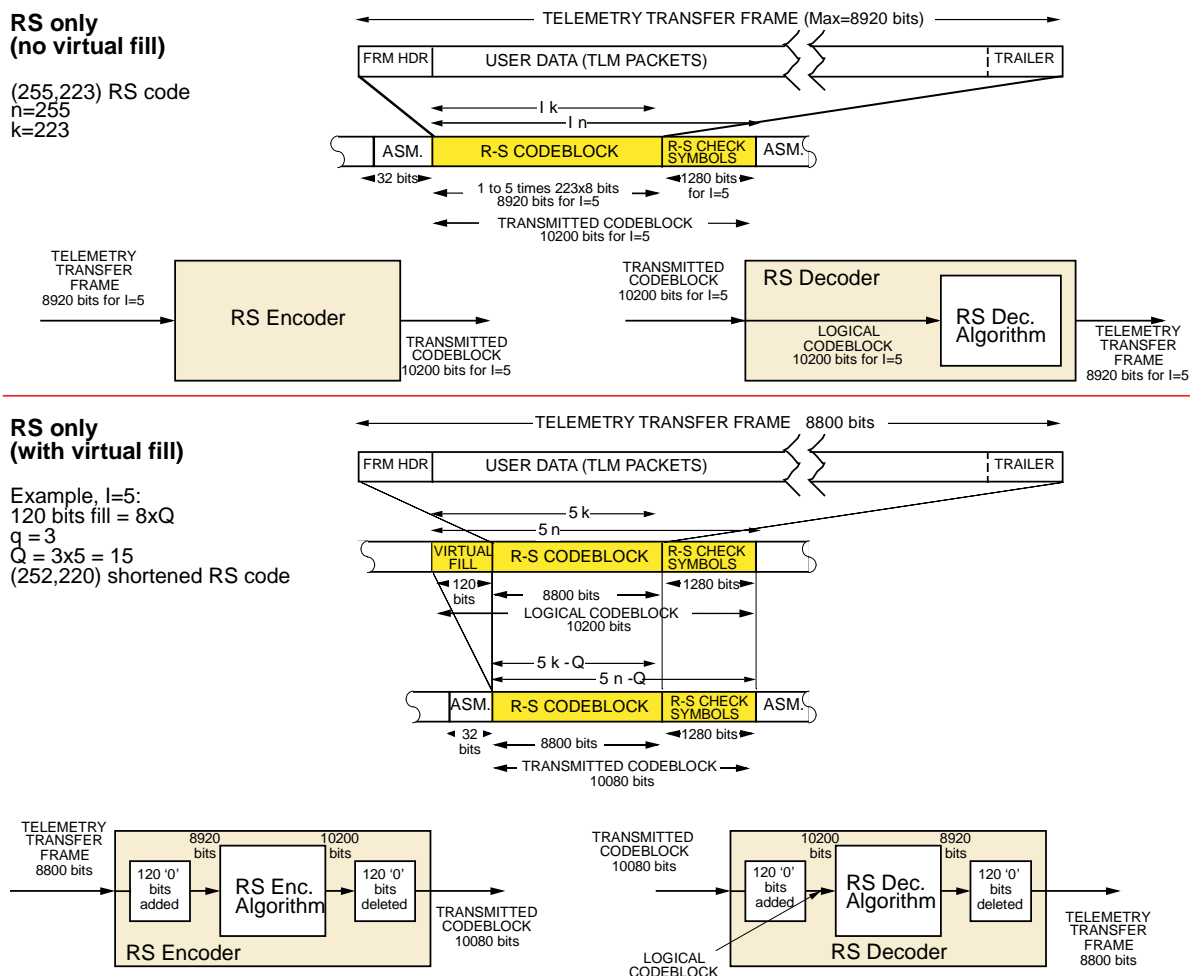 RS only
(no virtual fill)
(255,223) RS code
n=255
k=223
TELEMETRY TRANSFER FRAME (Max=8920 bits)
FRM HDR
USER DATA (TLM PACKETS)
TRAILER
I k
I n
ASM.
R-S CODEBLOCK
R-S CHECK
SYMBOLS
ASM.
32 bits
1 to 5 times 223x8 bits
8920 bits for I=5
1280 bits
for I=5
TRANSMITTED CODEBLOCK
10200 bits for I=5
TELEMETRY
TRANSFER
FRAME
8920 bits for I=5
RS Encoder
TRANSMITTED
CODEBLOCK
10200 bits for I=5
TRANSMITTED
CODEBLOCK
10200 bits for I=5
RS Decoder
LOGICAL
CODEBLOCK
10200 bits for I=5
RS Dec.
Algorithm
TELEMETRY
TRANSFER
FRAME
8920 bits for I=5
RS only
(with virtual fill)
Example, I=5:
120 bits fill = 8xQ
q = 3
Q = 3x5 = 15
(252,220) shortened RS code
TELEMETRY TRANSFER FRAME 8800 bits
FRM HDR
USER DATA (TLM PACKETS)
TRAILER
5 k
5 n
VIRTUAL
FILL
R-S CODEBLOCK
R-S CHECK
SYMBOLS
120
bits
8800 bits
1280 bits
LOGICAL CODEBLOCK
10200 bits
5 k - Q
5 n -Q
ASM.
R-S CODEBLOCK
R-S CHECK
SYMBOLS
ASM.
32
bits
8800 bits
1280 bits
TRANSMITTED CODEBLOCK
10080 bits
TELEMETRY
TRANSFER
FRAME
8800 bits
8920
bits
10200
bits
120 '0'
bits
added
RS Enc.
Algorithm
120 '0'
bits
deleted
RS Encoder
TRANSMITTED
CODEBLOCK
10080 bits
TRANSMITTED
CODEBLOCK
10080 bits
10200
bits
8920
bits
120 '0'
bits
added
RS Dec.
Algorithm
120 '0'
bits
deleted
RS Decoder
LOGICAL
CODEBLOCK
TELEMETRY
TRANSFER
FRAME
8800 bits